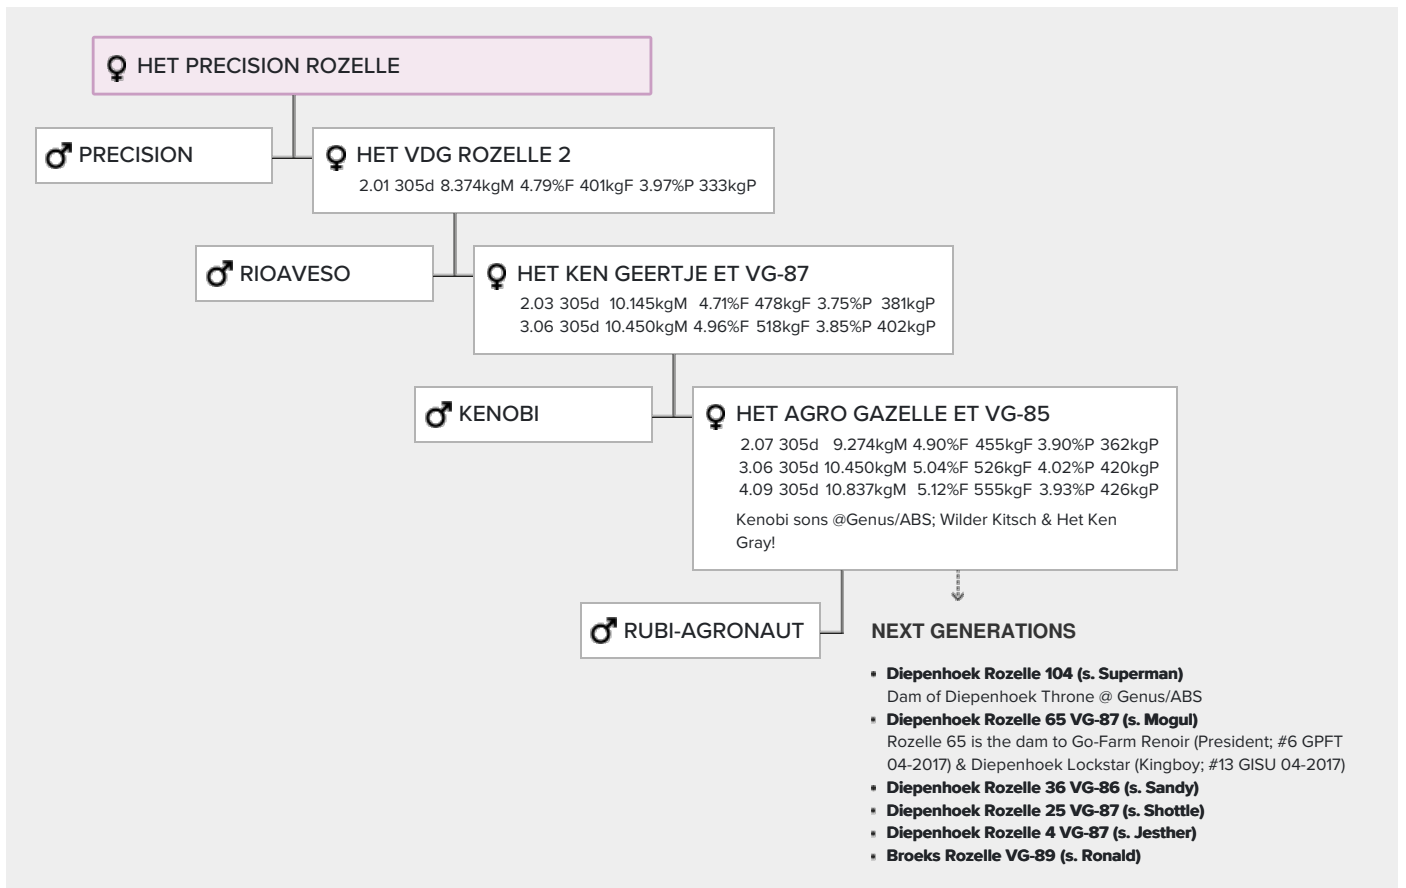 HET PRECISION ROZELLE
PRECISION
HET VDG ROZELLE 2
2.01 305d 8.374kgM 4.79%F 401kgF 3.97%P 333kgP
RIOAVESO
HET KEN GEERTJE ET VG-87
2.03 305d 10.145kgM 4.71%F 478kgF 3.75%P 381kgP
3.06 305d 10.450kgM 4.96%F 518kgF 3.85%P 402kgP
KENOBI
HET AGRO GAZELLE ET VG-85
2.07 305d 9.274kgM 4.90%F 455kgF 3.90%P 362kgP
3.06 305d 10.450kgM 5.04%F 526kgF 4.02%P 420kgP
4.09 305d 10.837kgM 5.12%F 555kgF 3.93%P 426kgP
Kenobi sons @Genus/ABS; Wilder Kitsch & Het Ken
Gray!
RUBI-AGRONAUT
NEXT GENERATIONS
Diepenhoek Rozelle 104 (s. Superman)
Dam of Diepenhoek Throne @ Genus/ABS
Diepenhoek Rozelle 65 VG-87 (s. Mogul)
Rozelle 65 is the dam to Go-Farm Renoir (President; #6 GPFT
04-2017) & Diepenhoek Lockstar (Kingboy; #13 GISU 04-2017)
Diepenhoek Rozelle 36 VG-86 (s. Sandy)
Diepenhoek Rozelle 25 VG-87 (s. Shottle)
Diepenhoek Rozelle 4 VG-87 (s. Jesther)
Broeks Rozelle VG-89 (s. Ronald)